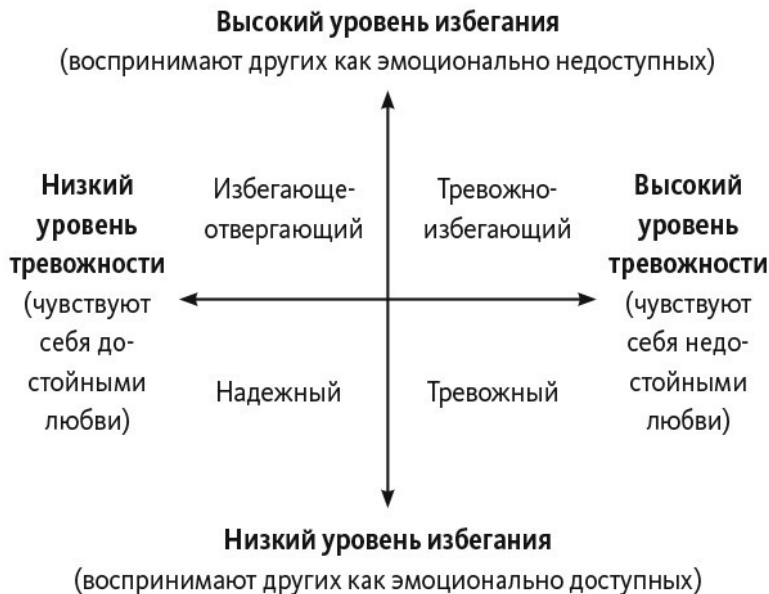 Высокий уровень избегания
(воспринимают других как эмоционально недоступных)
Низкий
уровень
тревожности
(чувствуют
себя до-
стойными
любви)
Избегающе-
отвергающий
Тревожно-
избегающий
Высокий
уровень
тревожности
(чувствуют
себя недо-
стойными
любви)
Надежный
Тревожный
Низкий уровень избегания
(воспринимают других как эмоционально доступных)